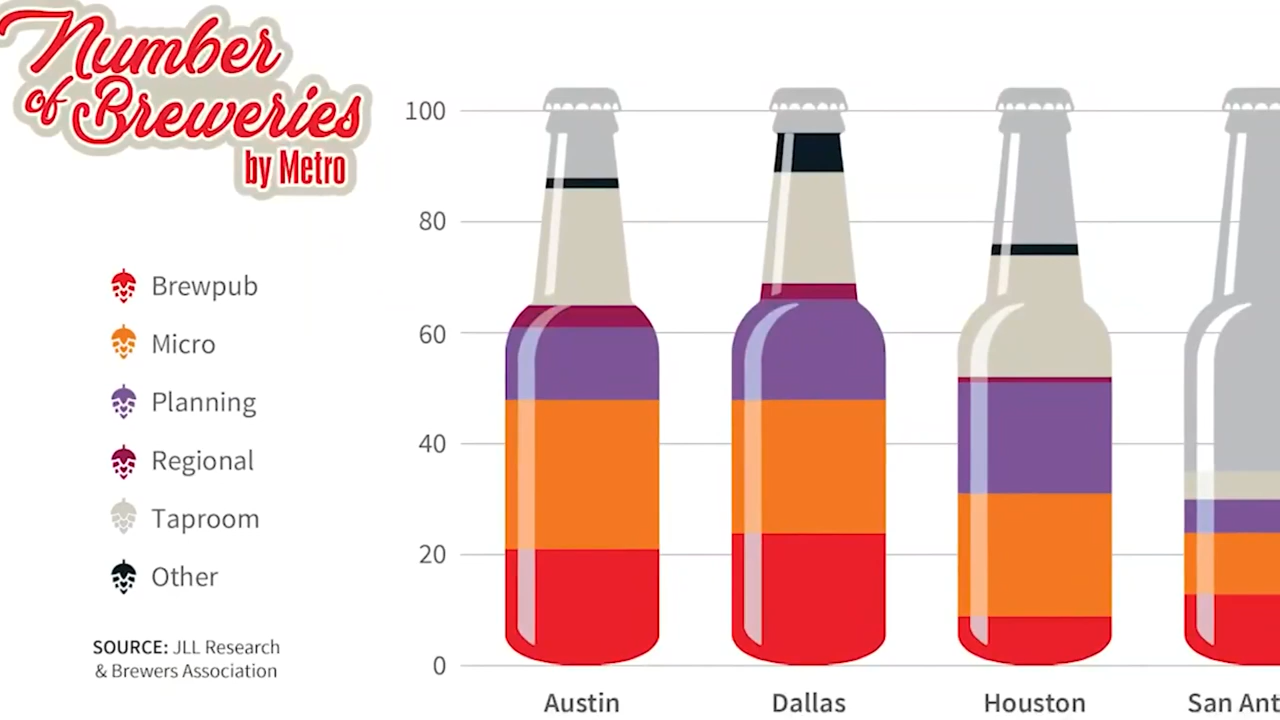 Number
of Breweries
by Metro
Brewpub
Micro
Planning
Regional
Taproom
Other
SOURCE: JLL Research
& Brewers Association
100
80
60
40
20
0
Austin
Dallas
Houston
San Ant